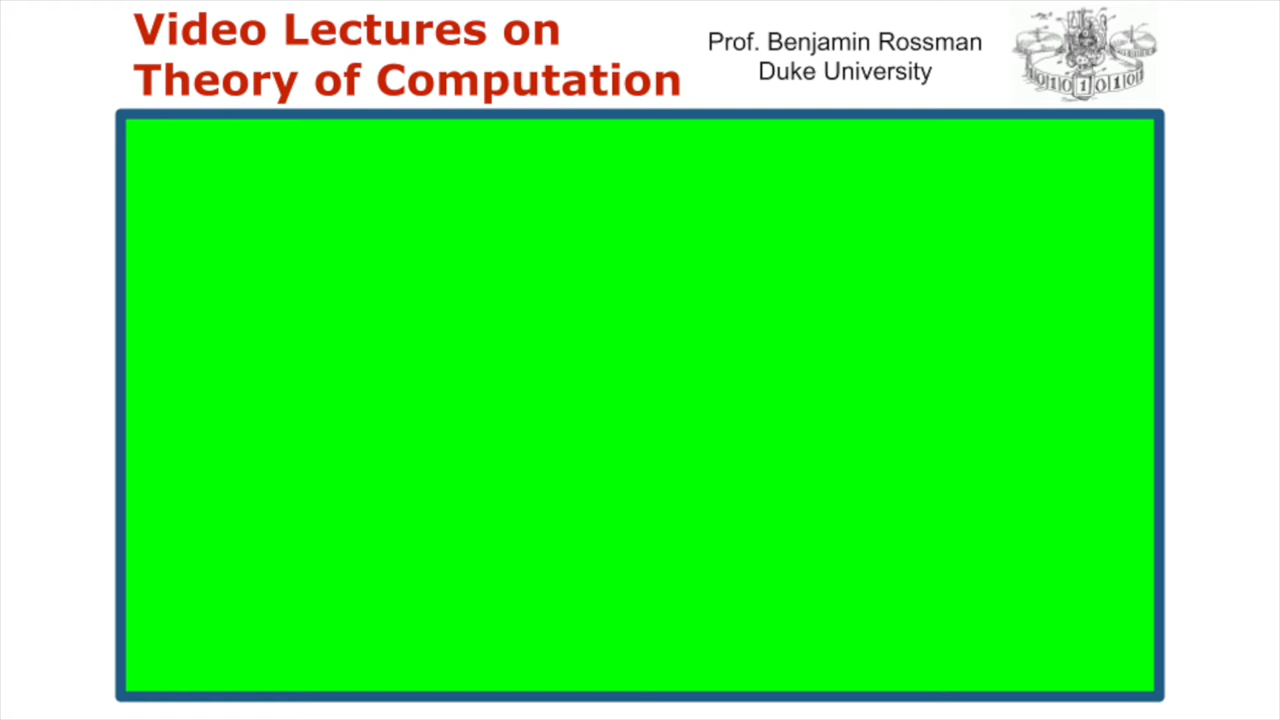 Video Lectures on
Theory of Computation
Prof. Benjamin Rossman
Duke University